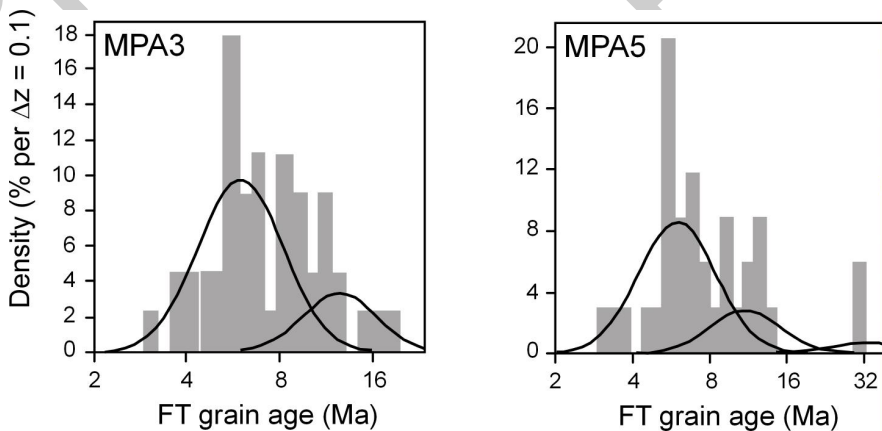 MPA3
Density (% per Δz = 0.1)
18
16
14
12
10
8
6
4
2
0
2 4 8 16
FT grain age (Ma)
MPA5
20
16
12
8
4
0
2 4 8 16 32
FT grain age (Ma)